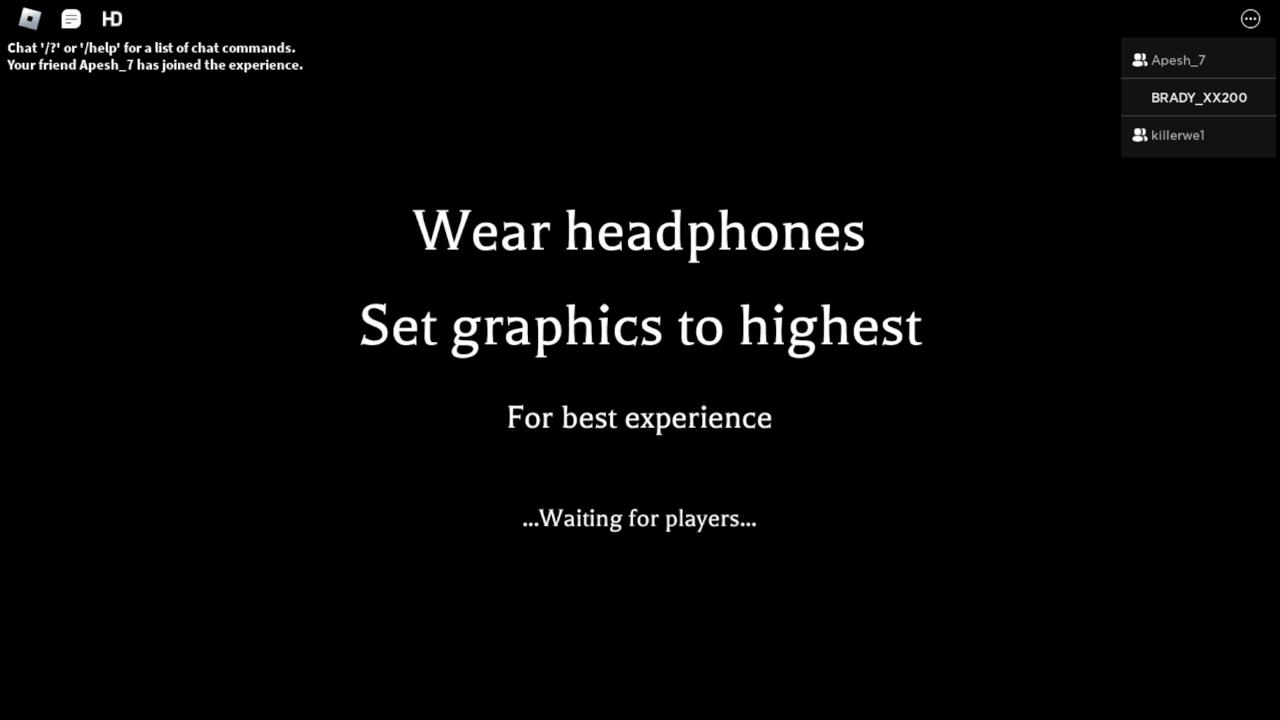 HD
Chat '/?' or '/help' for a list of chat commands.
Your friend Apesh_7 has joined the experience.
Apesh_7
BRADY_XX200
killerwe1
Wear headphones
Set graphics to highest
For best experience
...Waiting for players...